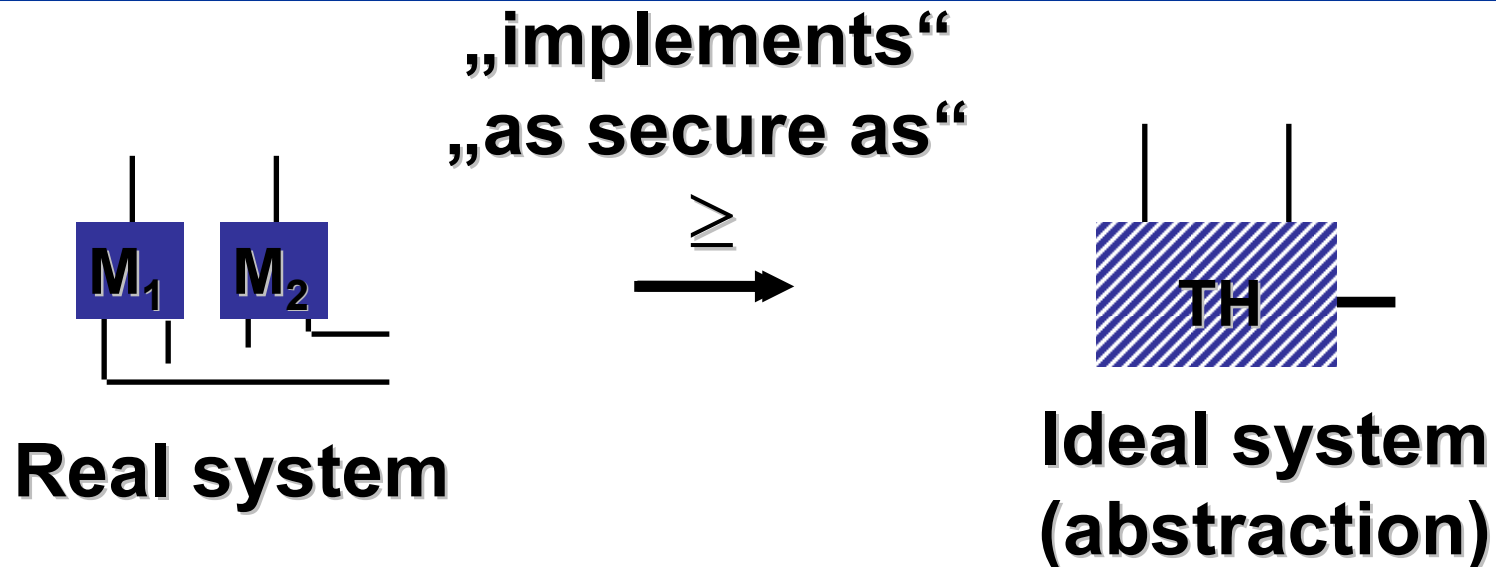 „implements“
„as secure as“
≥
M₁ M₂
TH
Real system
Ideal system
(abstraction)